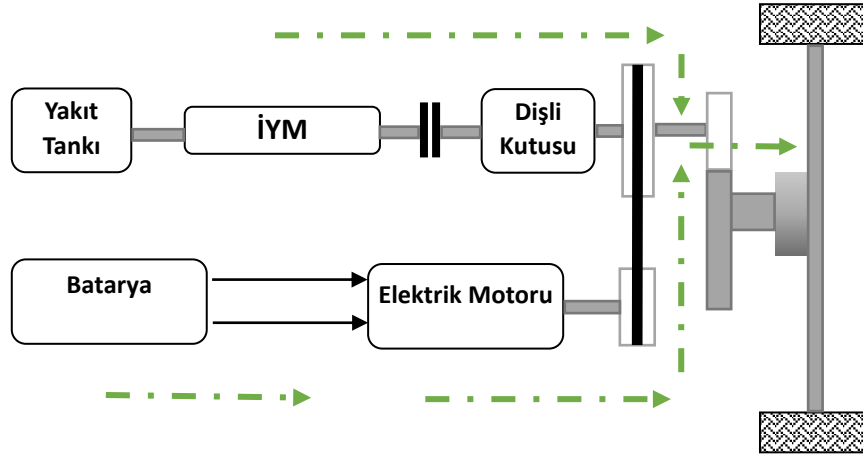 Yakıt
Tankı
İYM
Dişli
Kutusu
Batarya
Elektrik Motoru